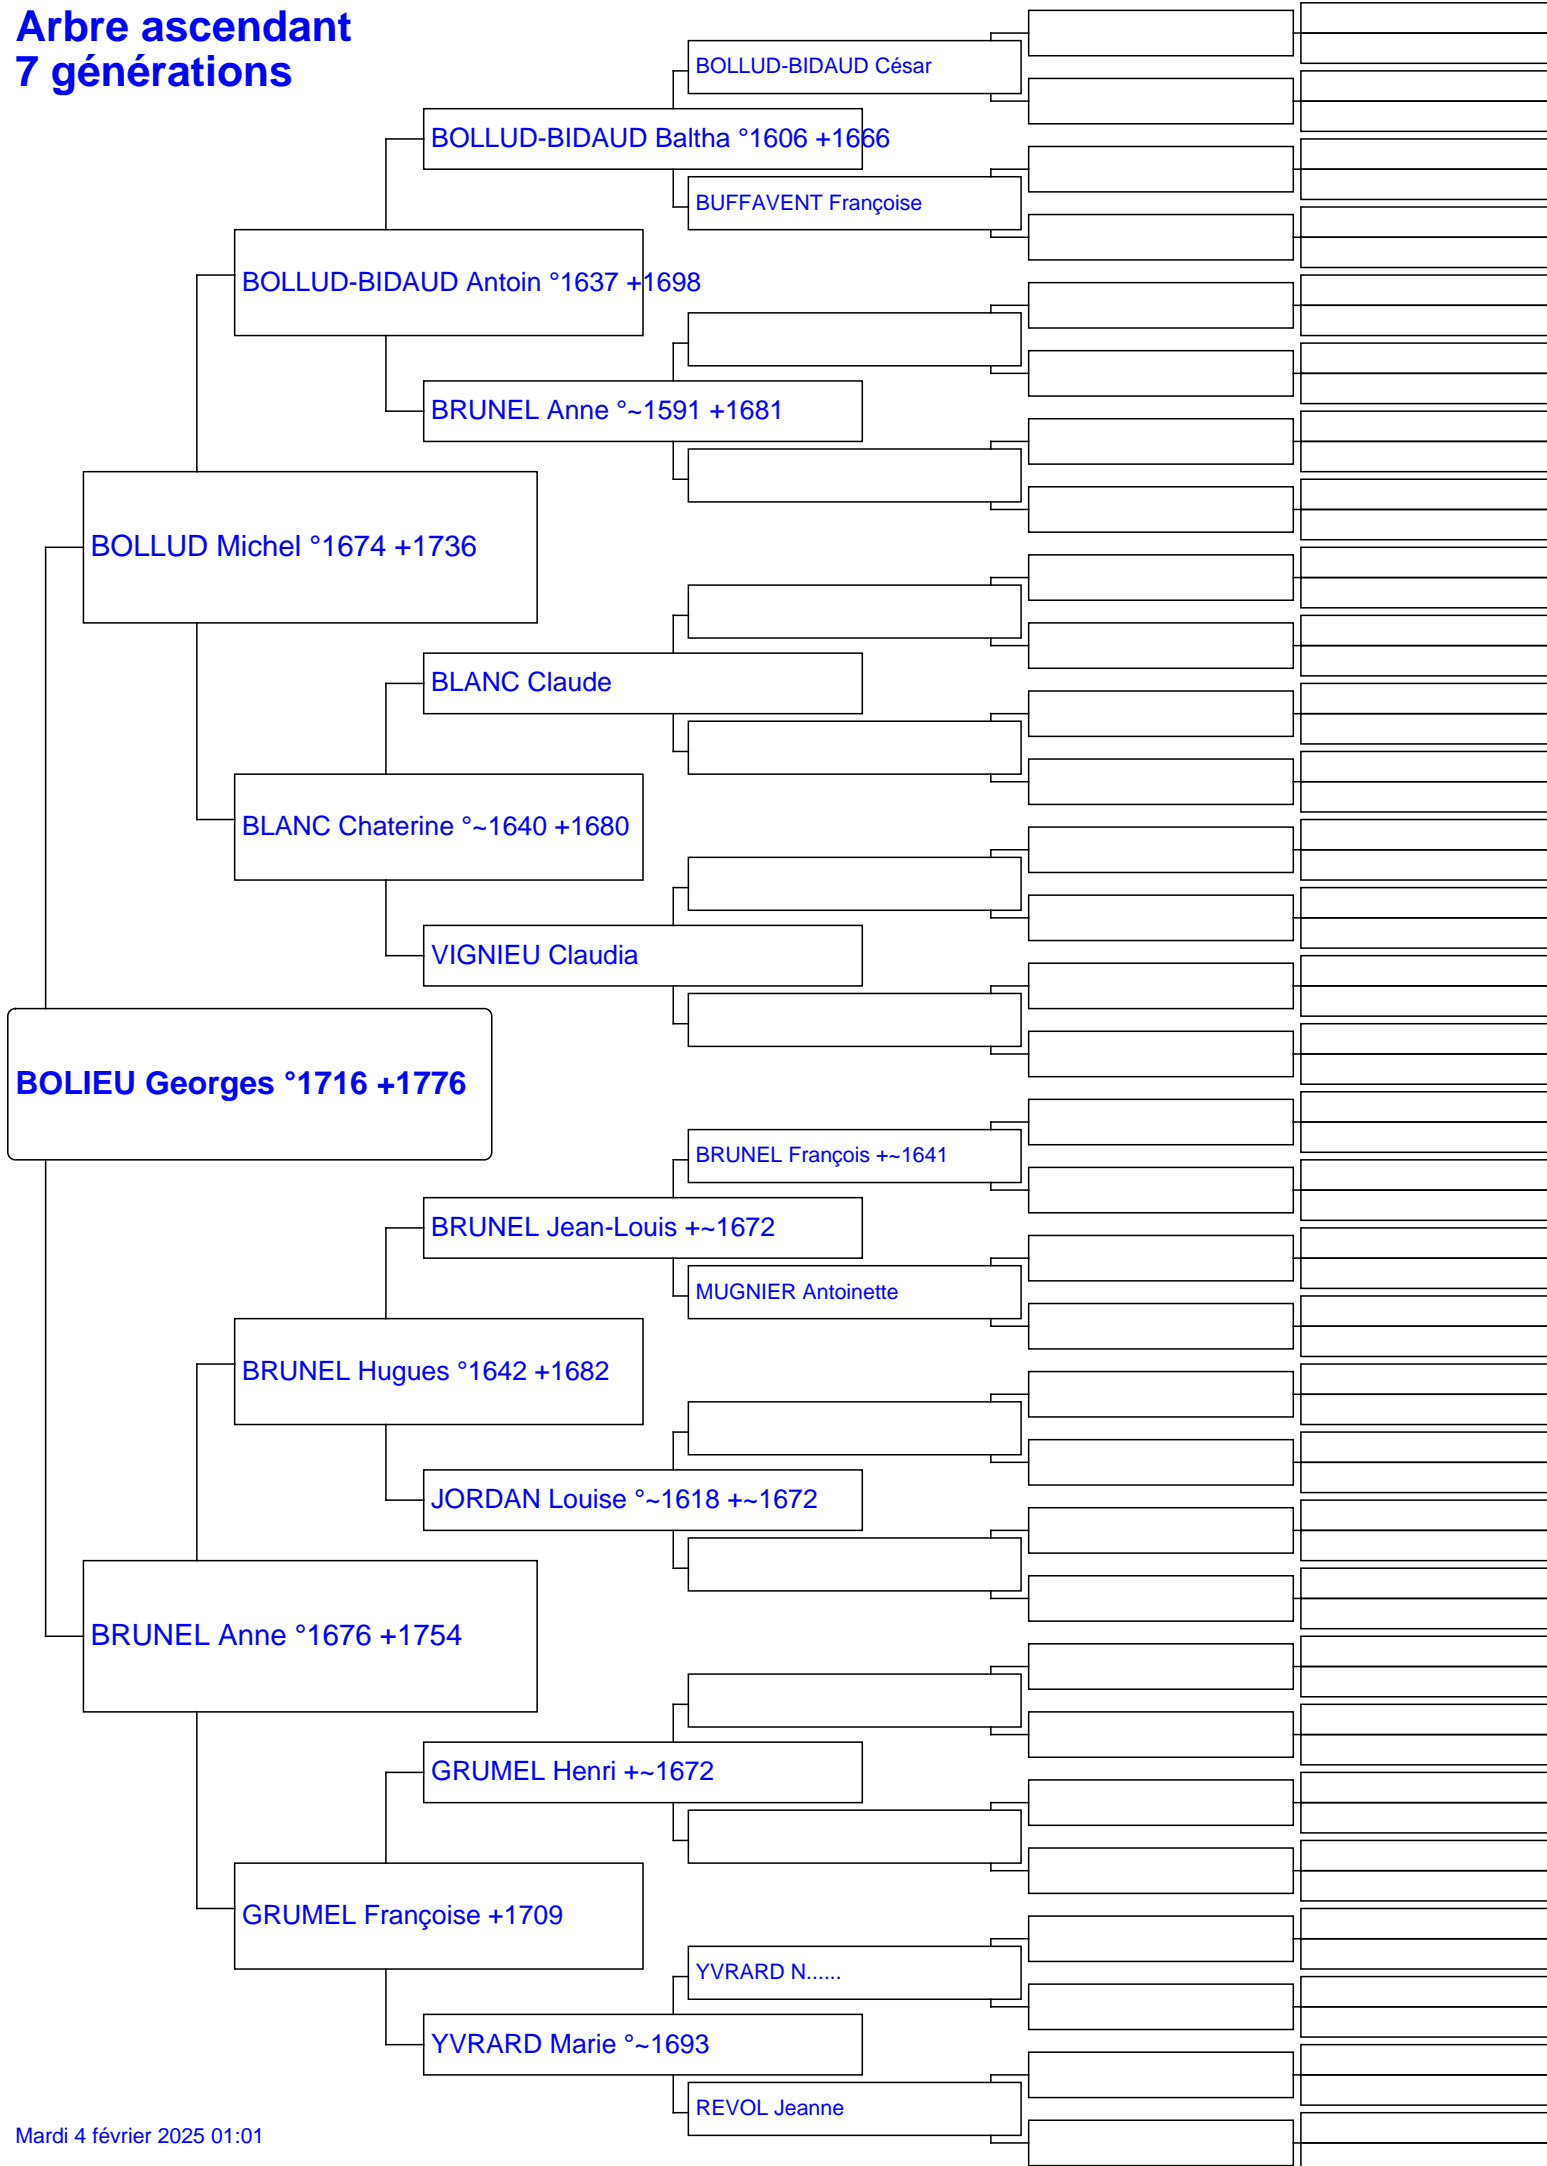 Arbre ascendant
7 générations
BOLLUD-BIDAUD César
BOLLUD-BIDAUD Baltha °1606 +1666
BUFFAVENT Françoise
BOLLUD-BIDAUD Antoin °1637 +1698
BRUNEL Anne °~1591 +1681
BOLLUD Michel °1674 +1736
BLANC Claude
BLANC Chaterine °~1640 +1680
VIGNIEU Claudia
BOLIEU Georges °1716 +1776
BRUNEL François +~1641
BRUNEL Jean-Louis +~1672
MUGNIER Antoinette
BRUNEL Hugues °1642 +1682
JORDAN Louise °~1618 +~1672
BRUNEL Anne °1676 +1754
GRUMEL Henri +~1672
GRUMEL Françoise +1709
YVRARD N......
YVRARD Marie °~1693
REVOL Jeanne
Mardi 4 février 2025 01:01